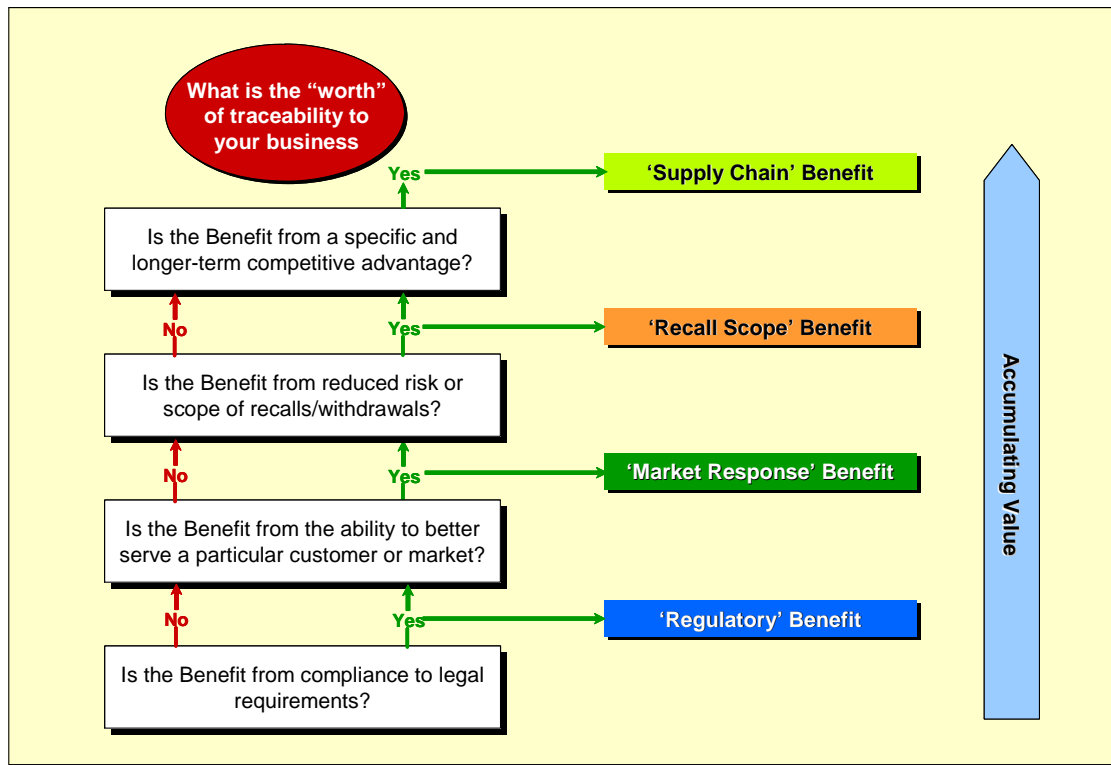 What is the “worth”
of traceability to
your business
Yes
‘Supply Chain’ Benefit
Is the Benefit from a specific and
longer-term competitive advantage?
No
Yes
‘Recall Scope’ Benefit
Is the Benefit from reduced risk or
scope of recalls/withdrawals?
No
Yes
‘Market Response’ Benefit
Is the Benefit from the ability to better
serve a particular customer or market?
No
Yes
‘Regulatory’ Benefit
Is the Benefit from compliance to legal
requirements?
Accumulating Value